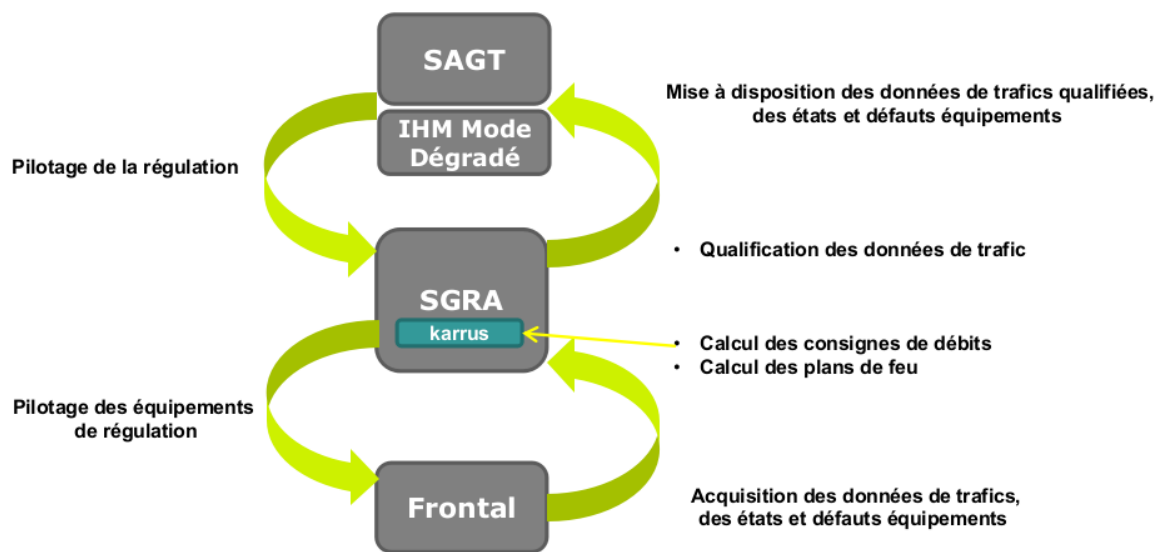 SAGT
Mise à disposition des données de trafics qualifiées,
des états et défauts équipements
IHM Mode
Dégradé
Pilotage de la régulation
• Qualification des données de trafic
SGRA
karrus
• Calcul des consignes de débits
• Calcul des plans de feu
Pilotage des équipements
de régulation
Frontal
Acquisition des données de trafics,
des états et défauts équipements